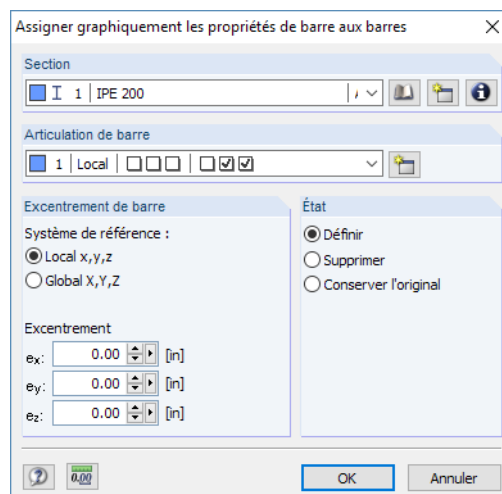 Assigner graphiquement les propriétés de barre aux barres
Section
1 IPE 200
Articulation de barre
1 Local
Excentrement de barre
Système de référence :
Local x,y,z
Global X,Y,Z
Excentrement
ex: 0.00 [in]
ey: 0.00 [in]
ez: 0.00 [in]
État
Définir
Supprimer
Conserver l'original
0.00
OK Annuler